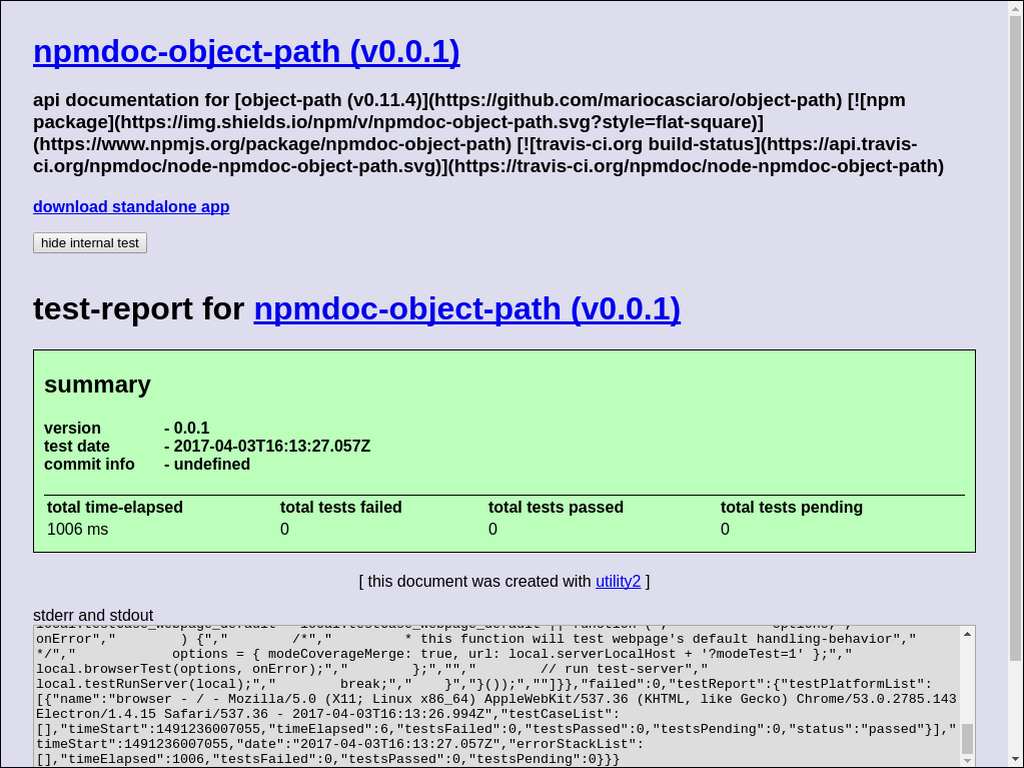 npmdoc-object-path (v0.0.1)
api documentation for [object-path (v0.11.4)](https://github.com/mariocasciaro/object-path) [![npm
package](https://img.shields.io/npm/v/npmdoc-object-path.svg?style=flat-square)]
(https://www.npmjs.org/package/npmdoc-object-path) [![travis-ci.org build-status](https://api.travis-
ci.org/npmdoc/node-npmdoc-object-path.svg)](https://travis-ci.org/npmdoc/node-npmdoc-object-path)
download standalone app
hide internal test
test-report for npmdoc-object-path (v0.0.1)
summary
version - 0.0.1
test date - 2017-04-03T16:13:27.057Z
commit info - undefined
total time-elapsed total tests failed total tests passed total tests pending
1006 ms 0 0 0
[ this document was created with utility2 ]
stderr and stdout
onError","        ) {","        /*","         * this function will test webpage's default handling-behavior","
*/","            options = { modeCoverageMerge: true, url: local.serverLocalHost + '?modeTest=1' };","
local.browserTest(options, onError);","        };","","        // run test-server","
local.testRunServer(local);","        break;","    }","}());",""]}},"failed":0,"testReport":{"testPlatformList":
[{"name":"browser - / - Mozilla/5.0 (X11; Linux x86_64) AppleWebKit/537.36 (KHTML, like Gecko) Chrome/53.0.2785.143
Electron/1.4.15 Safari/537.36 - 2017-04-03T16:13:26.994Z","testCaseList":
[],"timeStart":1491236007055,"timeElapsed":6,"testsFailed":0,"testsPassed":0,"testsPending":0,"status":"passed"}],"
timeStart":1491236007055,"date":"2017-04-03T16:13:27.057Z","errorStackList":
[],"timeElapsed":1006,"testsFailed":0,"testsPassed":0,"testsPending":0}}}